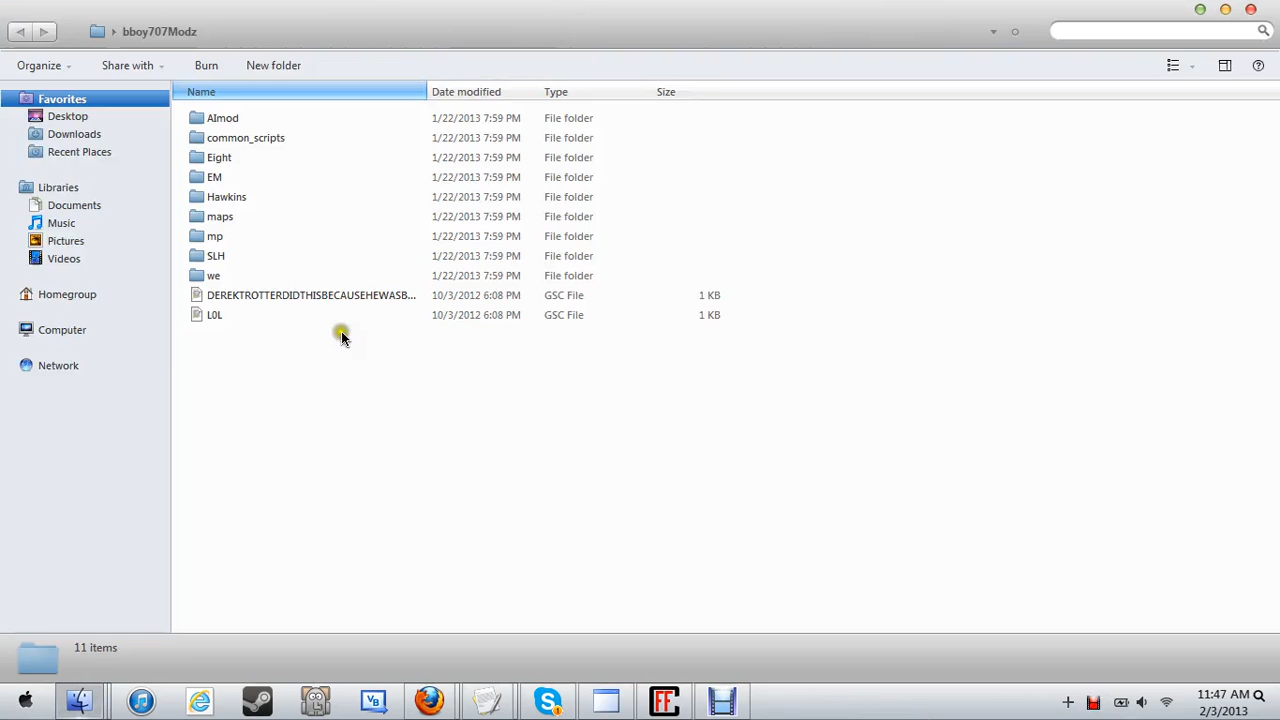 bboy707Modz
Organize Share with Burn New folder
Name Date modified Type Size
Favorites
Desktop
Downloads
Recent Places
Libraries
Documents
Music
Pictures
Videos
Homegroup
Computer
Network
AImod 1/22/2013 7:59 PM File folder
common_scripts 1/22/2013 7:59 PM File folder
Eight 1/22/2013 7:59 PM File folder
EM 1/22/2013 7:59 PM File folder
Hawkins 1/22/2013 7:59 PM File folder
maps 1/22/2013 7:59 PM File folder
mp 1/22/2013 7:59 PM File folder
SLH 1/22/2013 7:59 PM File folder
we 1/22/2013 7:59 PM File folder
DEREKTROTTERDIDTHISBECAUSEHEWASB... 10/3/2012 6:08 PM GSC File 1 KB
L0L 10/3/2012 6:08 PM GSC File 1 KB
11 items
VB
FF
11:47 AM
2/3/2013